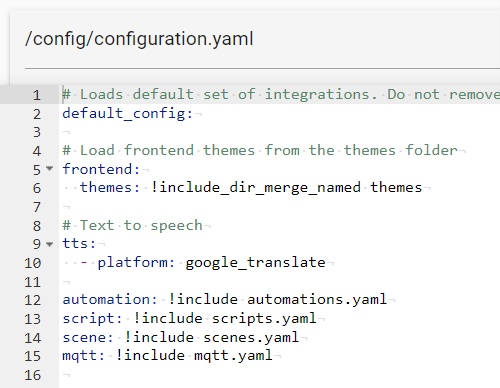 /config/configuration.yaml
1 # Loads default set of integrations. Do not remove
2 default_config:
3
4 # Load frontend themes from the themes folder
5 frontend:
6   themes: !include_dir_merge_named themes
7
8 # Text to speech
9 tts:
10   - platform: google_translate
11
12 automation: !include automations.yaml
13 script: !include scripts.yaml
14 scene: !include scenes.yaml
15 mqtt: !include mqtt.yaml
16